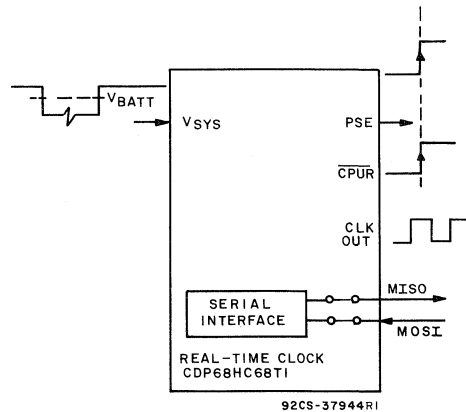 VBATT
VSYS
PSE
CPUR
CLK
OUT
MISO
SERIAL
INTERFACE
MOSI
REAL-TIME CLOCK
CDP68HC68T1
92CS-37944R1